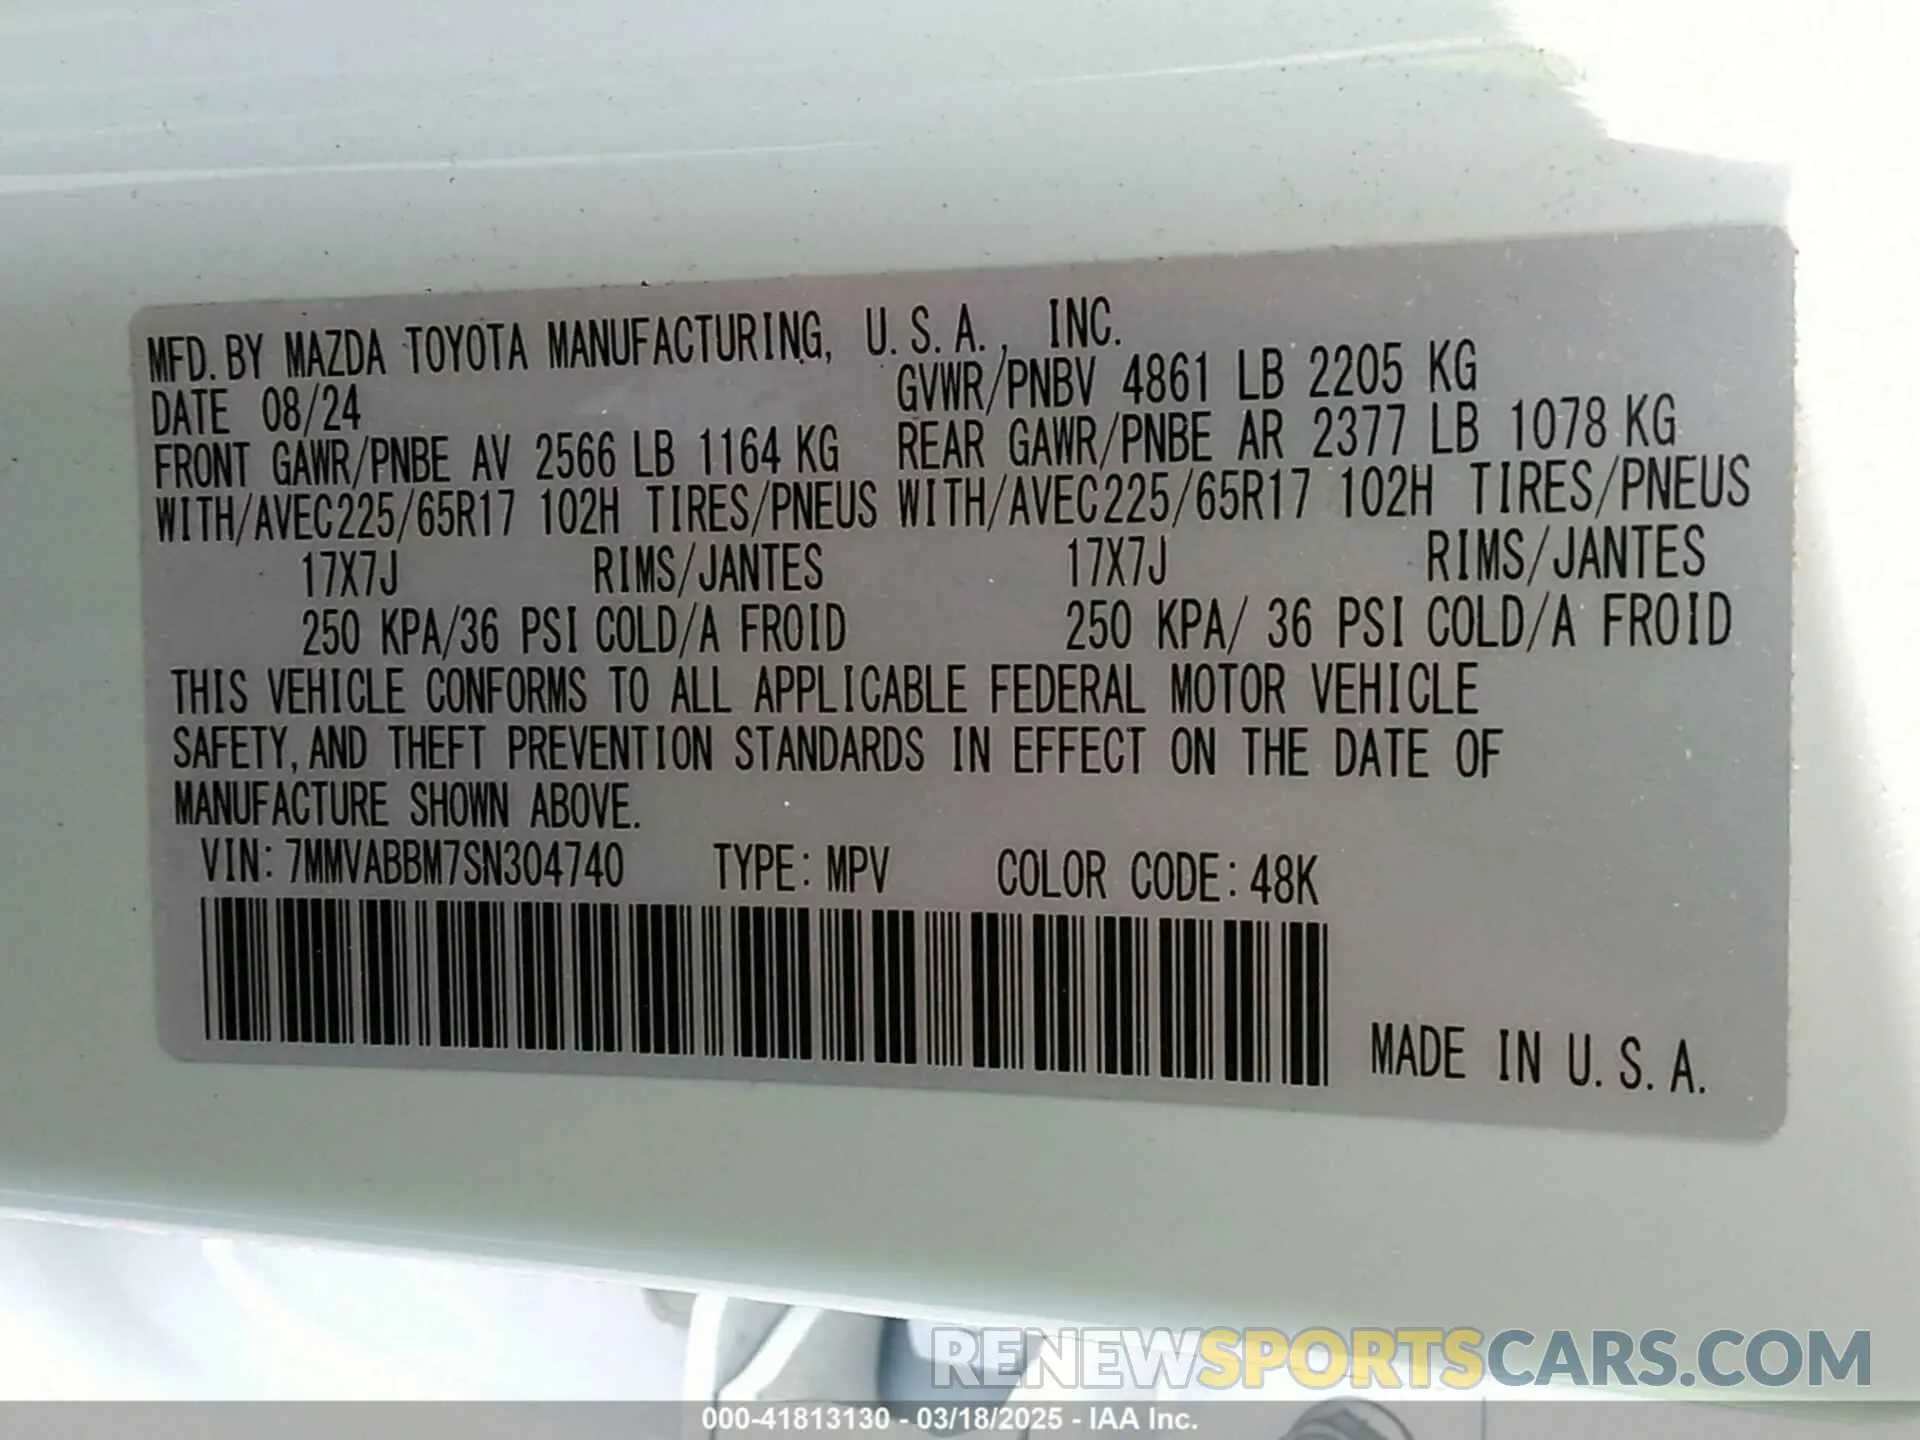 MFD. BY MAZDA TOYOTA MANUFACTURING, U.S.A., INC.
DATE 08/24 GVWR/PNBV 4861 LB 2205 KG
FRONT GAWR/PNBE AV 2566 LB 1164 KG REAR GAWR/PNBE AR 2377 LB 1078 KG
WITH/AVEC225/65R17 102H TIRES/PNEUS WITH/AVEC225/65R17 102H TIRES/PNEUS
17X7J RIMS/JANTES 17X7J RIMS/JANTES
250 KPA/36 PSI COLD/A FROID 250 KPA/ 36 PSI COLD/A FROID
THIS VEHICLE CONFORMS TO ALL APPLICABLE FEDERAL MOTOR VEHICLE
SAFETY, AND THEFT PREVENTION STANDARDS IN EFFECT ON THE DATE OF
MANUFACTURE SHOWN ABOVE.
VIN: 7MMVABBM7SN304740 TYPE: MPV COLOR CODE: 48K
MADE IN U.S.A.
RENEWSPORTSCARS.COM
000-41813130 - 03/18/2025 - IAA Inc.